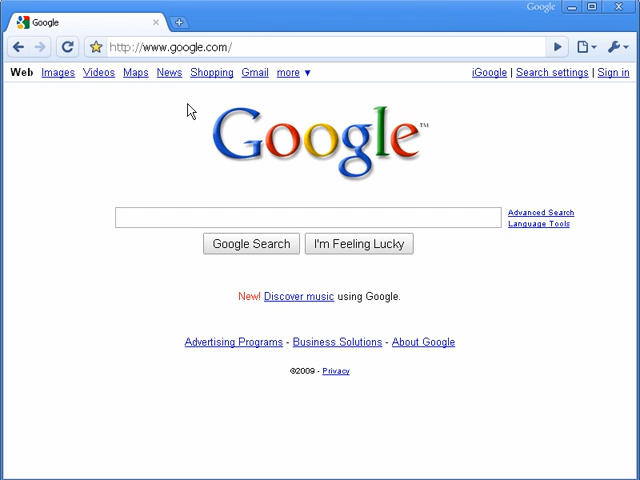 Google
Google
http://www.google.com/
Web Images Videos Maps News Shopping Gmail more ▼ iGoogle | Search settings | Sign in
Google™
Advanced Search
Language Tools
Google Search I'm Feeling Lucky
New! Discover music using Google.
Advertising Programs - Business Solutions - About Google
©2009 - Privacy